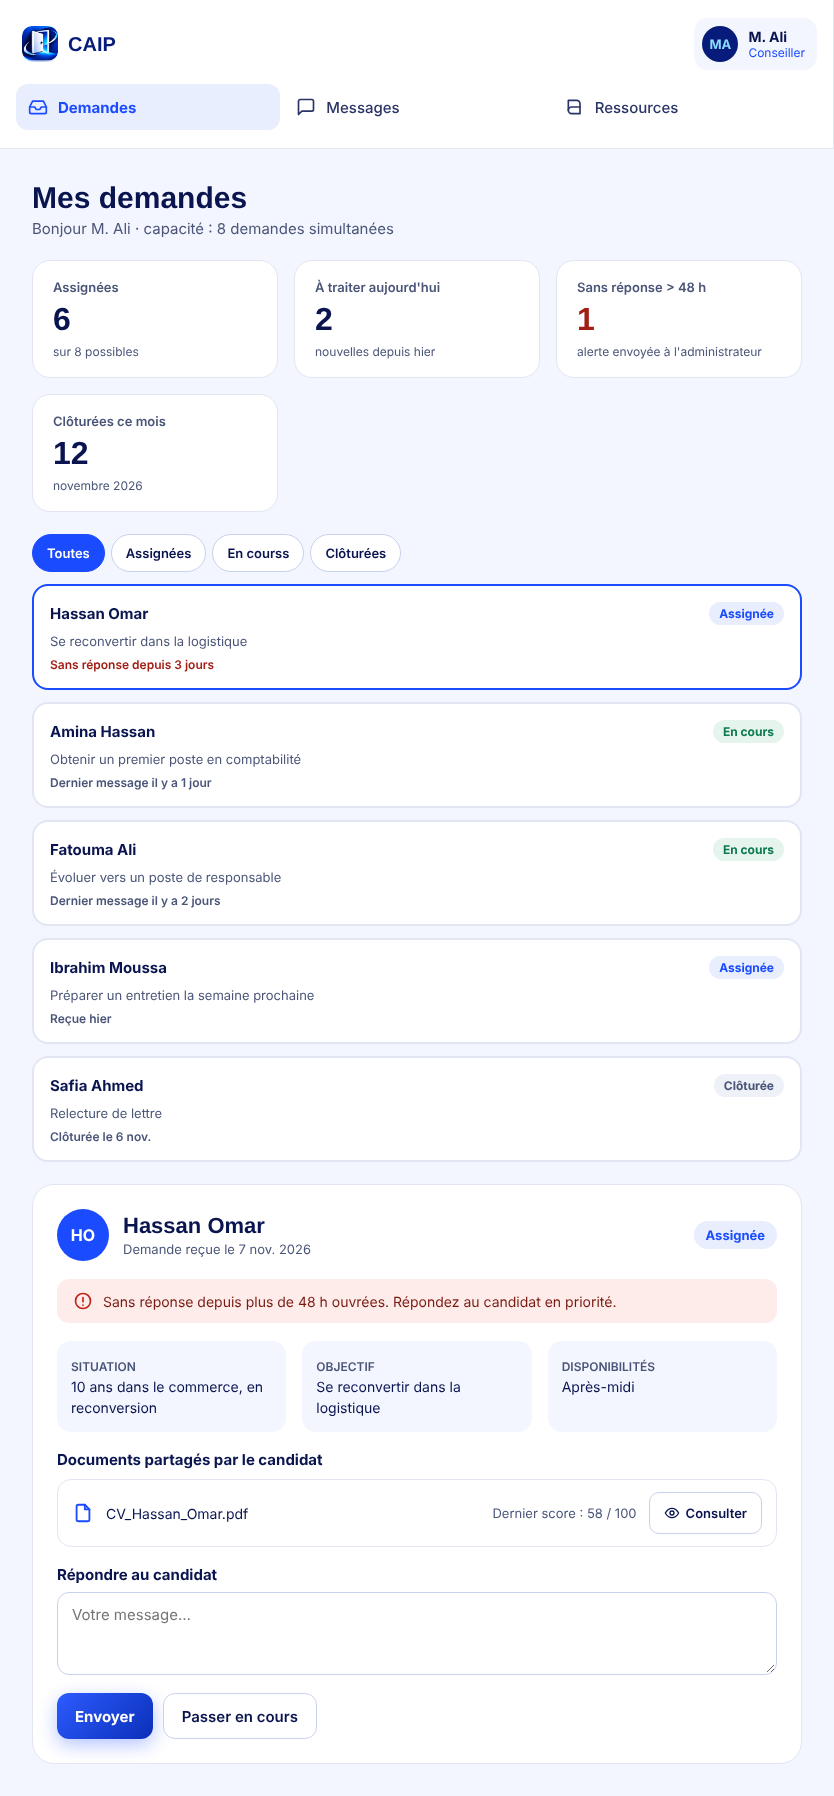 CAIP
MA
M. Ali
Conseiller
Demandes
Messages
Ressources
Mes demandes
Bonjour M. Ali · capacité : 8 demandes simultanées
Assignées
6
sur 8 possibles
À traiter aujourd'hui
2
nouvelles depuis hier
Sans réponse > 48 h
1
alerte envoyée à l'administrateur
Clôturées ce mois
12
novembre 2026
Toutes
Assignées
En courss
Clôturées
Hassan Omar
Assignée
Se reconvertir dans la logistique
Sans réponse depuis 3 jours
Amina Hassan
En cours
Obtenir un premier poste en comptabilité
Dernier message il y a 1 jour
Fatouma Ali
En cours
Évoluer vers un poste de responsable
Dernier message il y a 2 jours
Ibrahim Moussa
Assignée
Préparer un entretien la semaine prochaine
Reçue hier
Safia Ahmed
Clôturée
Relecture de lettre
Clôturée le 6 nov.
HO
Hassan Omar
Demande reçue le 7 nov. 2026
Assignée
Sans réponse depuis plus de 48 h ouvrées. Répondez au candidat en priorité.
SITUATION
10 ans dans le commerce, en
reconversion
OBJECTIF
Se reconvertir dans la
logistique
DISPONIBILITÉS
Après-midi
Documents partagés par le candidat
CV_Hassan_Omar.pdf
Dernier score : 58 / 100
Consulter
Répondre au candidat
Votre message...
Envoyer
Passer en cours